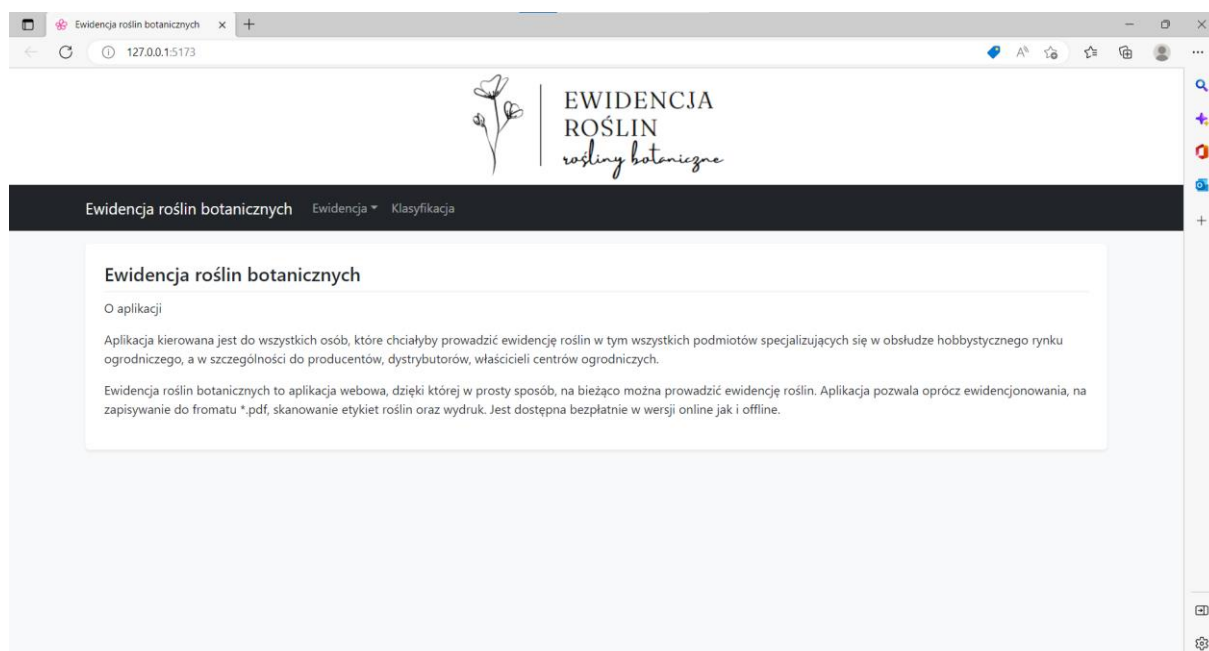 Ewidencja roślin botanicznych
127.0.0.1:5173
EWIDENCJA
ROŚLIN
rośliny botaniczne
Ewidencja roślin botanicznych Ewidencja Klasyfikacja
Ewidencja roślin botanicznych
O aplikacji
Aplikacja kierowana jest do wszystkich osób, które chciałyby prowadzić ewidencję roślin w tym wszystkich podmiotów specjalizujących się w obsłudze hobbystycznego rynku
ogrodniczego, a w szczególności do producentów, dystrybutorów, właścicieli centrów ogrodniczych.
Ewidencja roślin botanicznych to aplikacja webowa, dzięki której w prosty sposób, na bieżąco można prowadzić ewidencję roślin. Aplikacja pozwala oprócz ewidencjonowania, na
zapisywanie do fromatu *.pdf, skanowanie etykiet roślin oraz wydruk. Jest dostępna bezpłatnie w wersji online jak i offline.